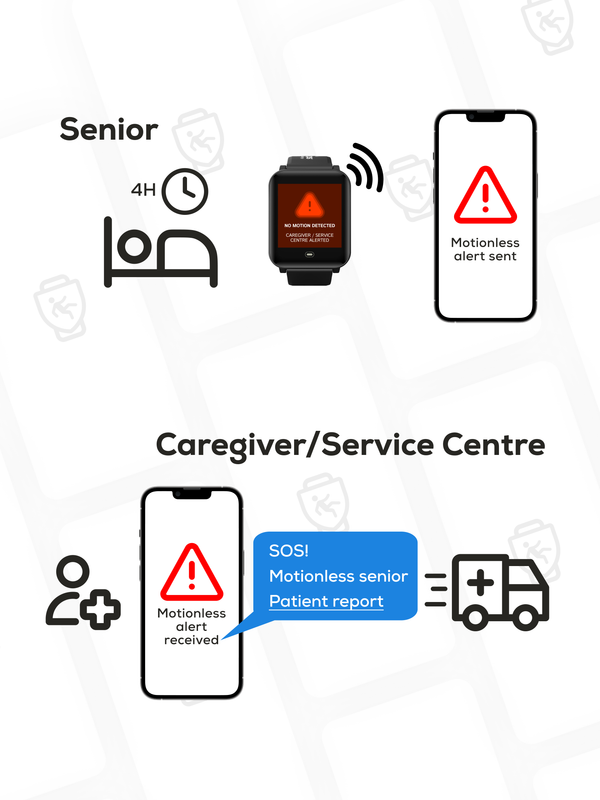 Senior
4H
NO MOTION DETECTED
CAREGIVER / SERVICE
CENTRE ALERTED
Motionless
alert sent
Caregiver/Service Centre
Motionless
alert
received
SOS!
Motionless senior
Patient report